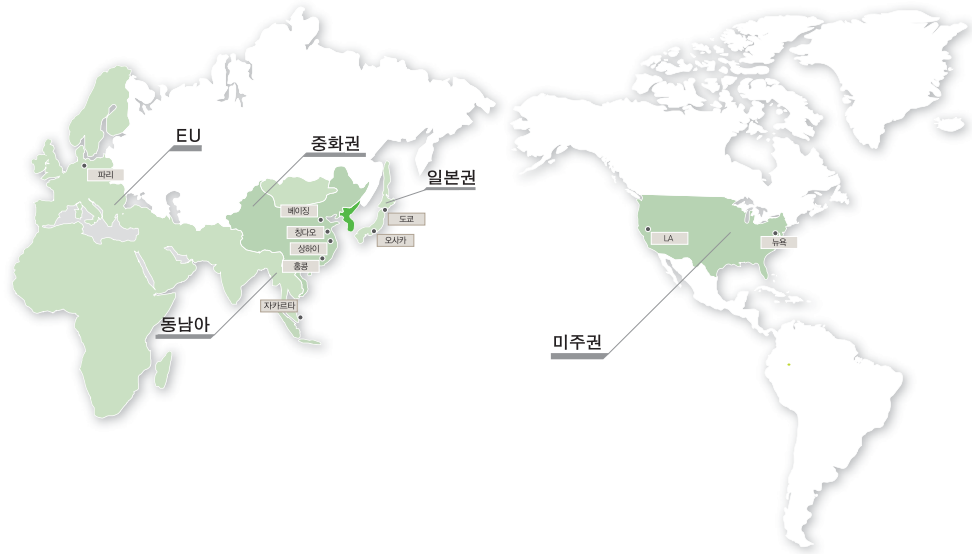 EU
중화권
파리
일본권
베이징
도쿄
칭다오
오사카
상하이
홍콩
LA
뉴욕
자카르타
동남아
미주권